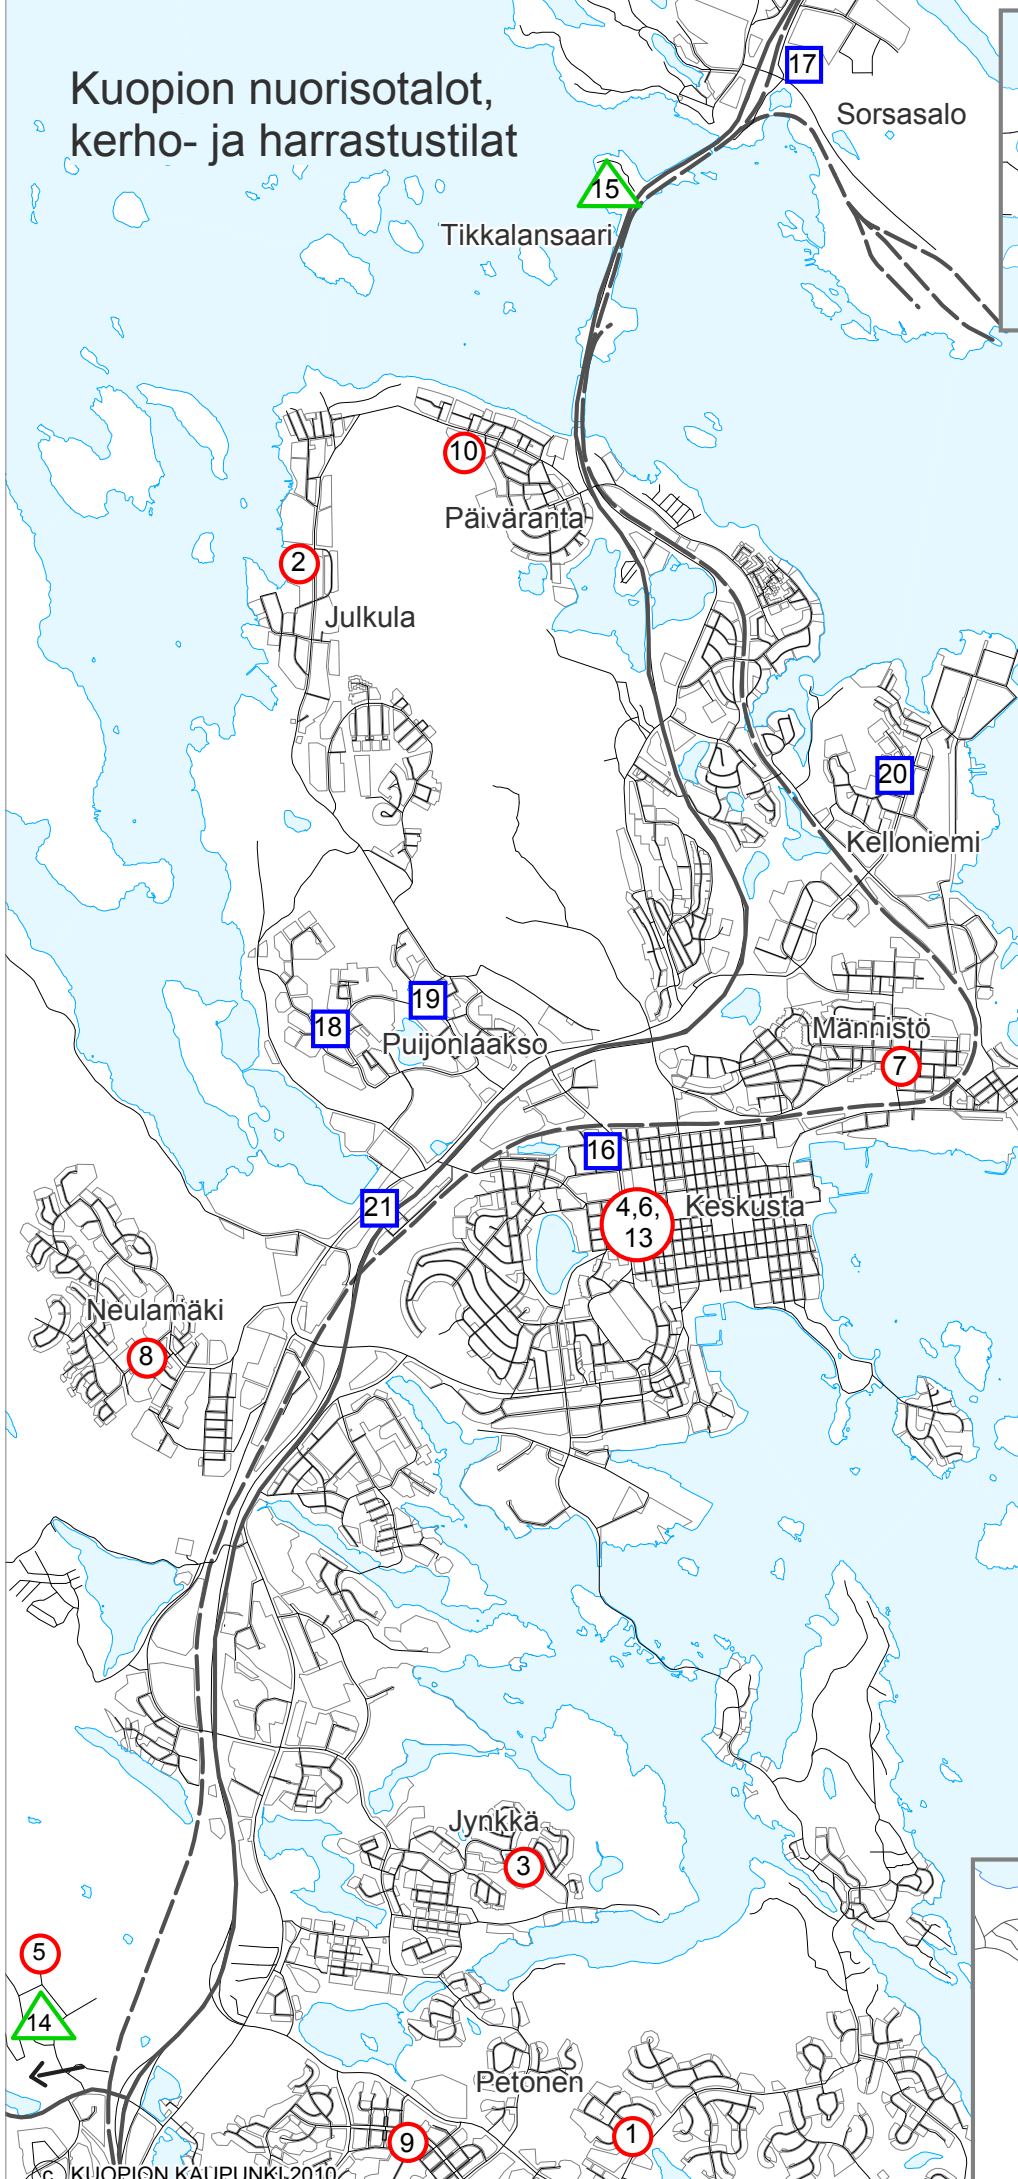 Kuopion nuorisotalot,
kerho- ja harrastustilat
17
Sorsasalo
15
Tikkalansaari
10
Päiväranta
2
Julkula
20
Kelloniemi
19
18
Puijonlaakso
Männistö
7
16
21
4,6,
13
Keskusta
Neulamäki
8
Jynkkä
3
5
14
Petonen
1
9
c KUOPION KAUPUNKI 2010